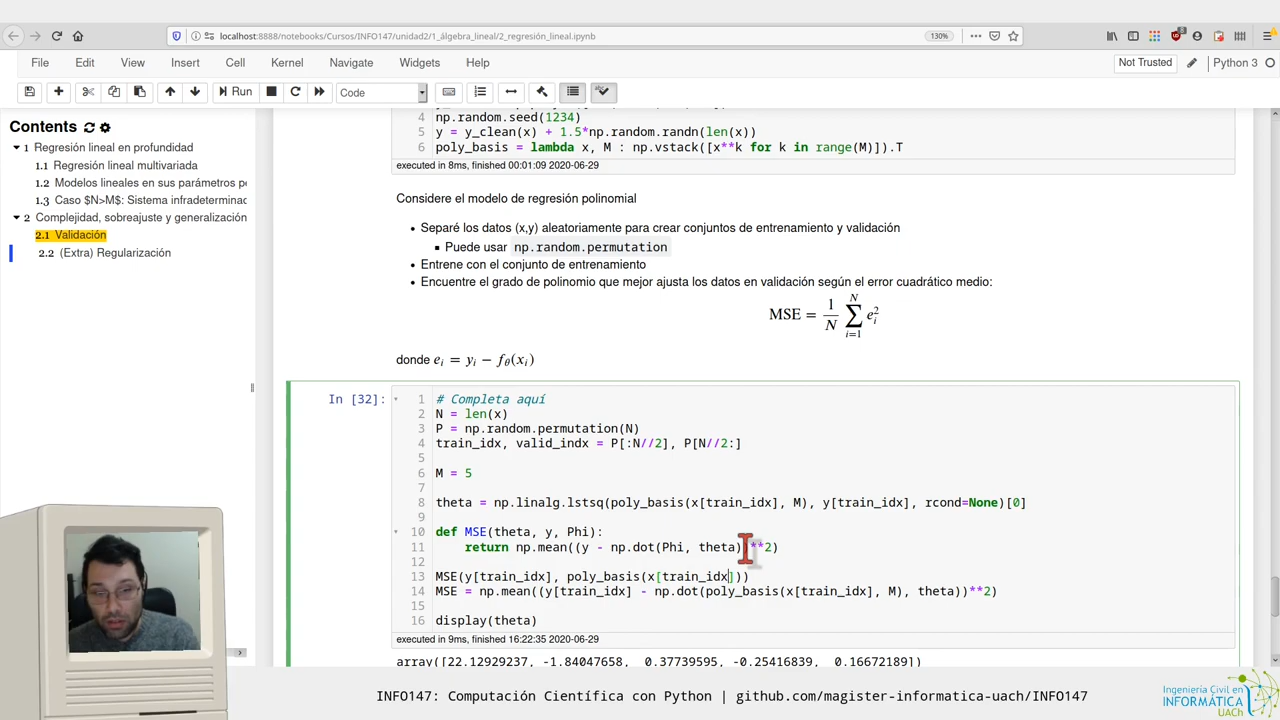 localhost:8888/notebooks/Cursos/INFO147/unidad2/1_álgebra_lineal/2_regresión_lineal.ipynb
130%
File Edit View Insert Cell Kernel Navigate Widgets Help
Not Trusted
Python 3
Run
Code
Contents
1 Regresión lineal en profundidad
1.1 Regresión lineal multivariada
1.2 Modelos lineales en sus parámetros p
1.3 Caso $N>M$: Sistema infradeterminad
2 Complejidad, sobreajuste y generalización
2.1 Validación
2.2 (Extra) Regularización
4 np.random.seed(1234)
5 y = y_clean(x) + 1.5*np.random.randn(len(x))
6 poly_basis = lambda x, M : np.vstack([x**k for k in range(M)]).T
executed in 8ms, finished 00:01:09 2020-06-29
Considere el modelo de regresión polinomial
• Separé los datos (x,y) aleatoriamente para crear conjuntos de entrenamiento y validación
▪ Puede usar np.random.permutation
• Entrene con el conjunto de entrenamiento
• Encuentre el grado de polinomio que mejor ajusta los datos en validación según el error cuadrático medio:
MSE = \frac{1}{N} \sum_{i=1}^{N} e_i^2
donde e_i = y_i − f_θ(x_i)
In [32]:
1 # Completa aquí
2 N = len(x)
3 P = np.random.permutation(N)
4 train_idx, valid_indx = P[:N//2], P[N//2:]
5
6 M = 5
7
8 theta = np.linalg.lstsq(poly_basis(x[train_idx], M), y[train_idx], rcond=None)[0]
9
10 def MSE(theta, y, Phi):
11 return np.mean((y - np.dot(Phi, theta))**2)
12
13 MSE(y[train_idx], poly_basis(x[train_idx]))
14 MSE = np.mean((y[train_idx] - np.dot(poly_basis(x[train_idx], M), theta))**2)
15
16 display(theta)
executed in 9ms, finished 16:22:35 2020-06-29
array([22.12929237, -1.84047658, 0.37739595, -0.25416839, 0.16672189])
INFO147: Computación Científica con Python | github.com/magister-informatica-uach/INFO147
Ingeniería Civil en
INFORMÁTICA
UACh